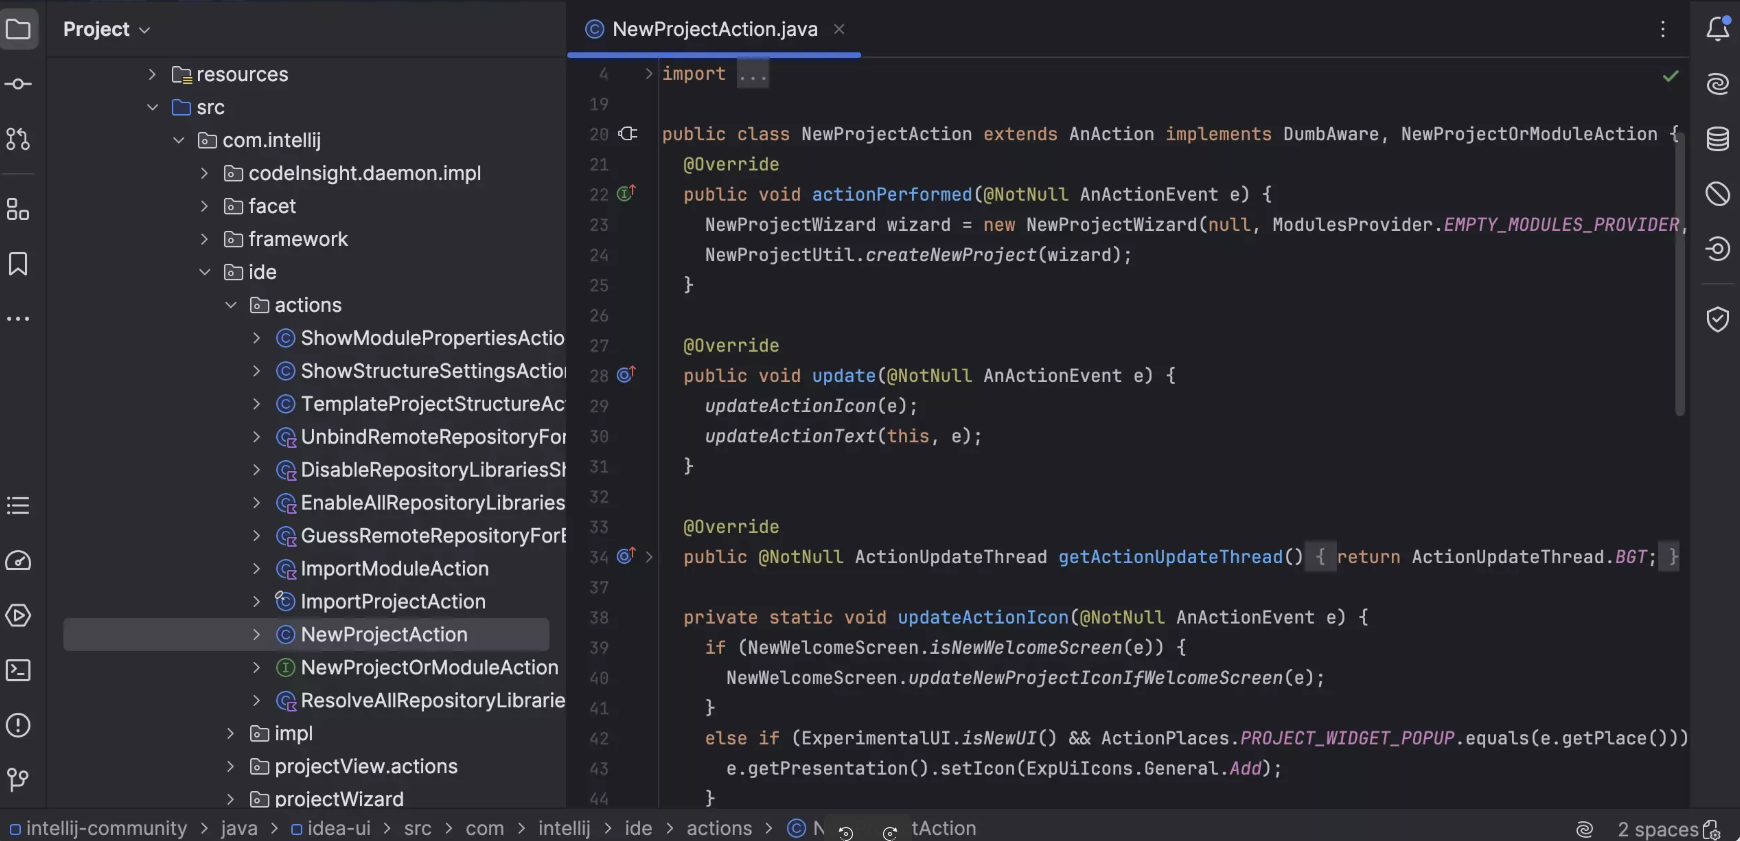 Project
NewProjectAction.java
resources
src
com.intellij
codeInsight.daemon.impl
facet
framework
ide
actions
ShowModulePropertiesActio
ShowStructureSettingsAction
TemplateProjectStructureAc
UnbindRemoteRepositoryFor
DisableRepositoryLibrariesSh
EnableAllRepositoryLibraries
GuessRemoteRepositoryForE
ImportModuleAction
ImportProjectAction
NewProjectAction
NewProjectOrModuleAction
ResolveAllRepositoryLibrarie
impl
projectView.actions
projectWizard
4 import ...
19
20 public class NewProjectAction extends AnAction implements DumbAware, NewProjectOrModuleAction {
21 @Override
22 public void actionPerformed(@NotNull AnActionEvent e) {
23 NewProjectWizard wizard = new NewProjectWizard(null, ModulesProvider.EMPTY_MODULES_PROVIDER,
24 NewProjectUtil.createNewProject(wizard);
25 }
26
27 @Override
28 public void update(@NotNull AnActionEvent e) {
29 updateActionIcon(e);
30 updateActionText(this, e);
31 }
32
33 @Override
34 public @NotNull ActionUpdateThread getActionUpdateThread() { return ActionUpdateThread.BGT; }
37
38 private static void updateActionIcon(@NotNull AnActionEvent e) {
39 if (NewWelcomeScreen.isNewWelcomeScreen(e)) {
40 NewWelcomeScreen.updateNewProjectIconIfWelcomeScreen(e);
41 }
42 else if (ExperimentalUI.isNewUI() && ActionPlaces.PROJECT_WIDGET_POPUP.equals(e.getPlace()))
43 e.getPresentation().setIcon(ExpUiIcons.General.Add);
44 }
intellij-community > java > idea-ui > src > com > intellij > ide > actions > N tAction
2 spaces